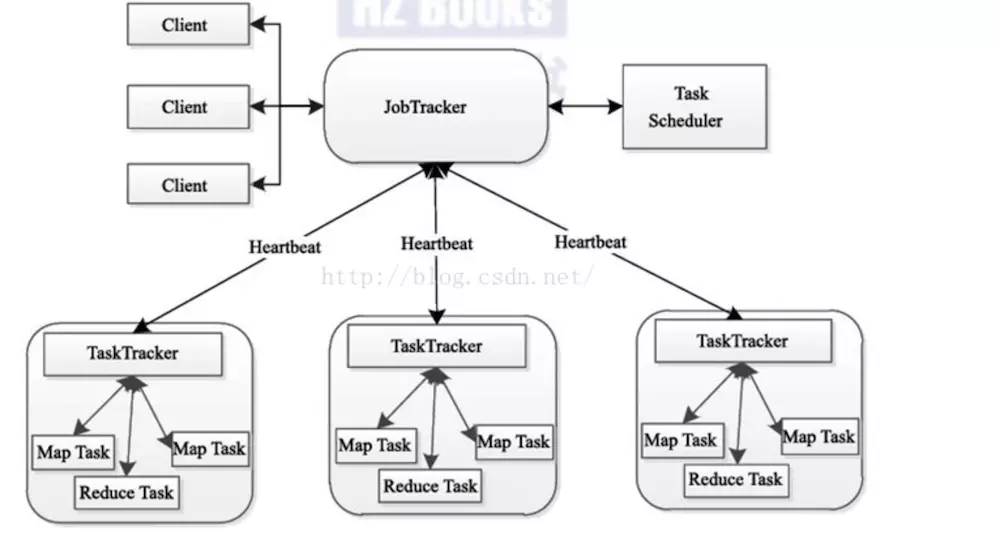 HZ BOOKS
Client
Client
Client
JobTracker
Task
Scheduler
Heartbeat
Heartbeat
Heartbeat
http://blog.csdn.net/
TaskTracker
Map Task
Map Task
Reduce Task
TaskTracker
Map Task
Map Task
Reduce Task
TaskTracker
Map Task
Map Task
Reduce Task